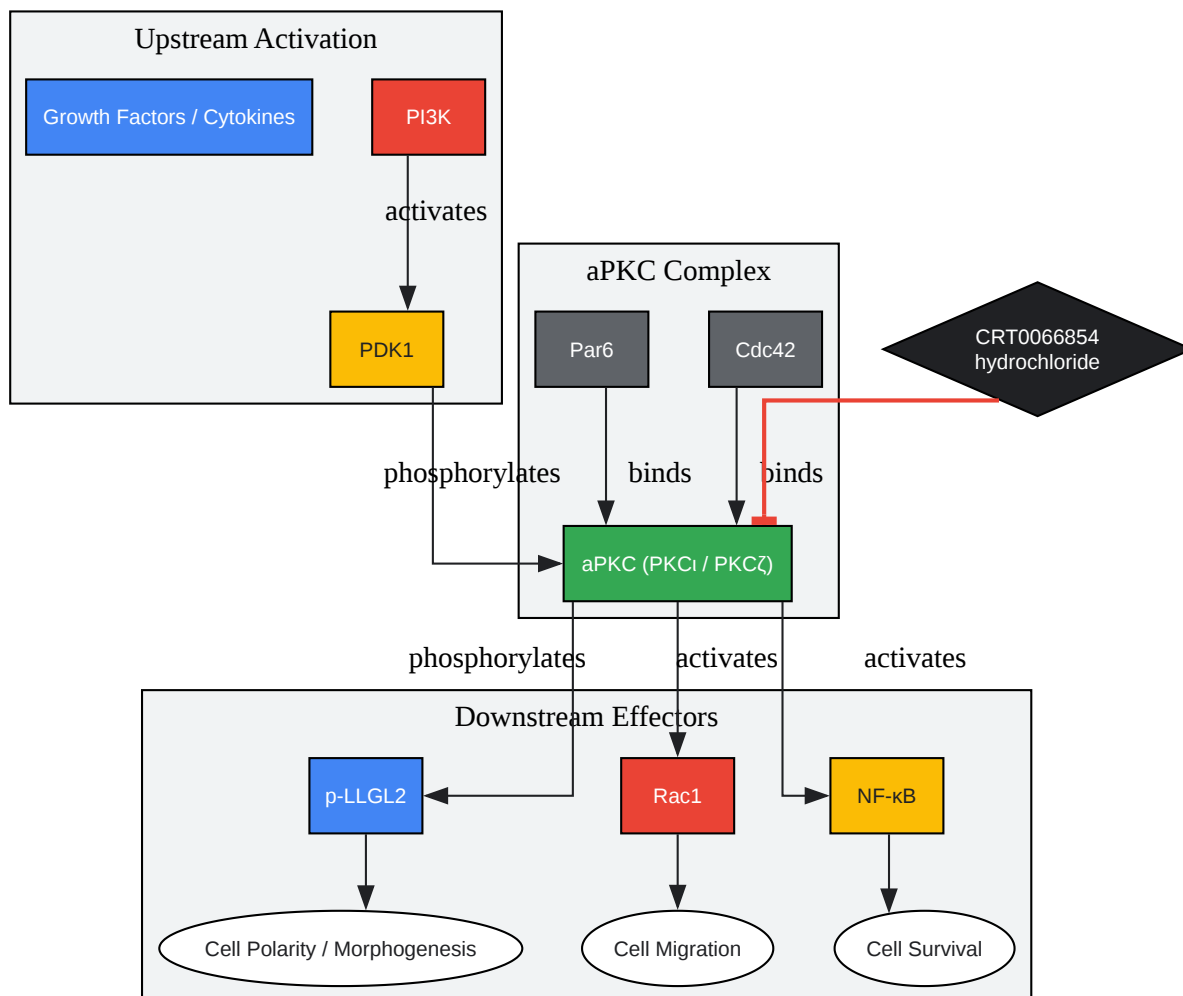 Upstream Activation
Growth Factors / Cytokines
PI3K
activates
PDK1
aPKC Complex
Par6
Cdc42
CRT0066854
hydrochloride
phosphorylates
binds
binds
aPKC (PKCι / PKCζ)
phosphorylates
activates
activates
Downstream Effectors
p-LLGL2
Rac1
NF-κB
Cell Polarity / Morphogenesis
Cell Migration
Cell Survival